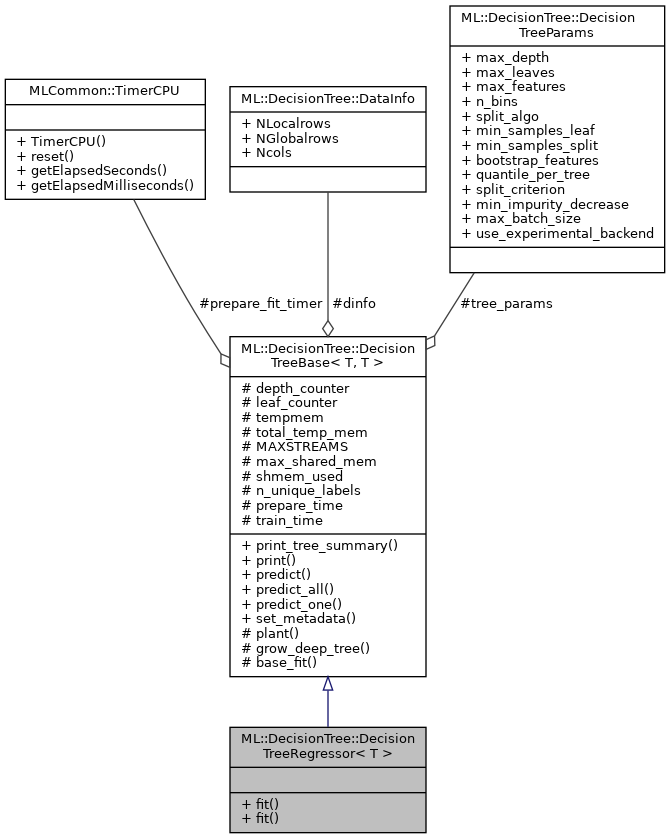 ML::DecisionTree::Decision
TreeParams
+ max_depth
+ max_leaves
+ max_features
+ n_bins
+ split_algo
+ min_samples_leaf
+ min_samples_split
+ bootstrap_features
+ quantile_per_tree
+ split_criterion
+ min_impurity_decrease
+ max_batch_size
+ use_experimental_backend
MLCommon::TimerCPU
+ TimerCPU()
+ reset()
+ getElapsedSeconds()
+ getElapsedMilliseconds()
ML::DecisionTree::DataInfo
+ NLocalrows
+ NGlobalrows
+ Ncols
#prepare_fit_timer
#dinfo
#tree_params
ML::DecisionTree::Decision
TreeBase< T, T >
# depth_counter
# leaf_counter
# tempmem
# total_temp_mem
# MAXSTREAMS
# max_shared_mem
# shmem_used
# n_unique_labels
# prepare_time
# train_time
+ print_tree_summary()
+ print()
+ predict()
+ predict_all()
+ predict_one()
+ set_metadata()
# plant()
# grow_deep_tree()
# base_fit()
ML::DecisionTree::Decision
TreeRegressor< T >
+ fit()
+ fit()